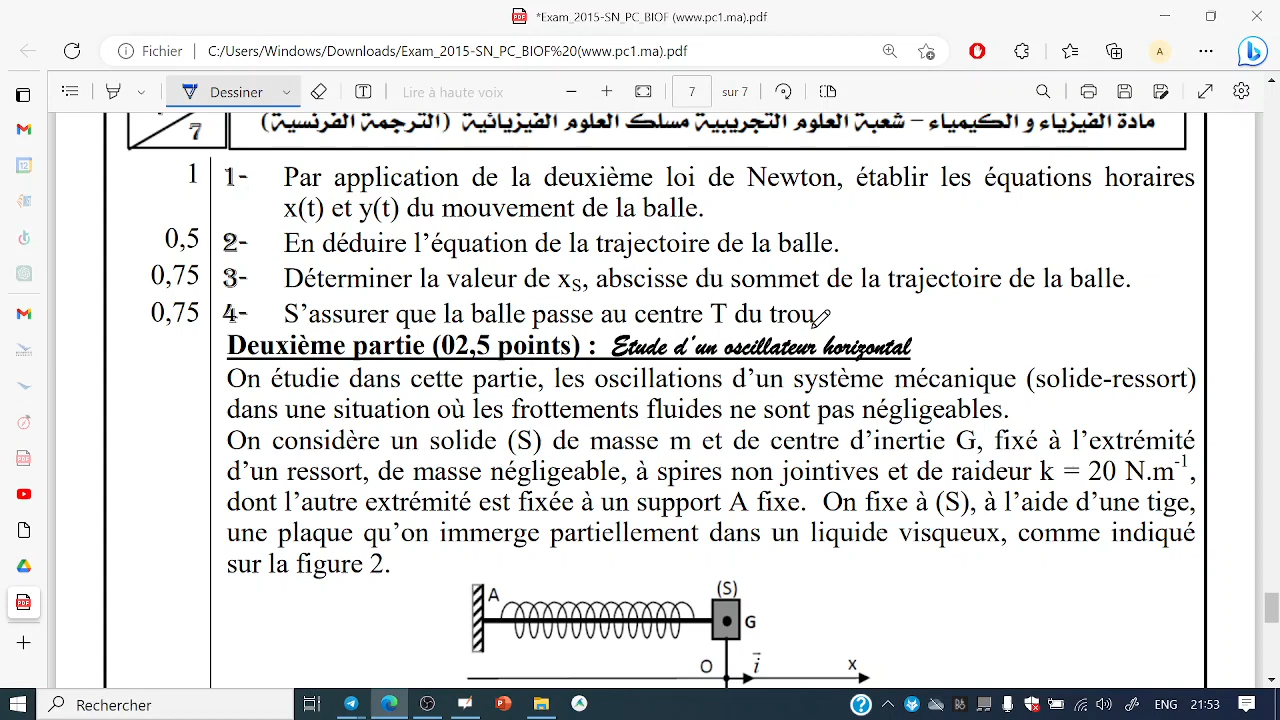 *Exam_2015-SN_PC_BIOF (www.pc1.ma).pdf
Fichier
C:/Users/Windows/Downloads/Exam_2015-SN_PC_BIOF%20(www.pc1.ma).pdf
A
Dessiner
Lire à haute voix
7
sur 7
7
مادة الفيزياء و الكيمياء – شعبة العلوم التجريبية مسلك العلوم الفيزيائية (الترجمة الفرنسية)
1 1- Par application de la deuxième loi de Newton, établir les équations horaires
x(t) et y(t) du mouvement de la balle.
0,5 2- En déduire l’équation de la trajectoire de la balle.
0,75 3- Déterminer la valeur de xS, abscisse du sommet de la trajectoire de la balle.
0,75 4- S’assurer que la balle passe au centre T du trou
Deuxième partie (02,5 points) : Etude d’un oscillateur horizontal
On étudie dans cette partie, les oscillations d’un système mécanique (solide-ressort)
dans une situation où les frottements fluides ne sont pas négligeables.
On considère un solide (S) de masse m et de centre d’inertie G, fixé à l’extrémité
d’un ressort, de masse négligeable, à spires non jointives et de raideur k = 20 N.m-1,
dont l’autre extrémité est fixée à un support A fixe. On fixe à (S), à l’aide d’une tige,
une plaque qu’on immerge partiellement dans un liquide visqueux, comme indiqué
sur la figure 2.
(S)
A
G
O
i
x
Rechercher
ENG
21:53